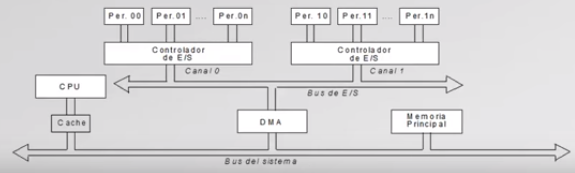 Per. 00 Per.01 .... Per.0n Per. 10 Per.11 .... Per.1n
Controlador de E/S Controlador de E/S
Canal 0 Canal 1
CPU
Bus de E/S
Cache DMA Memoria Principal
Bus del sistema